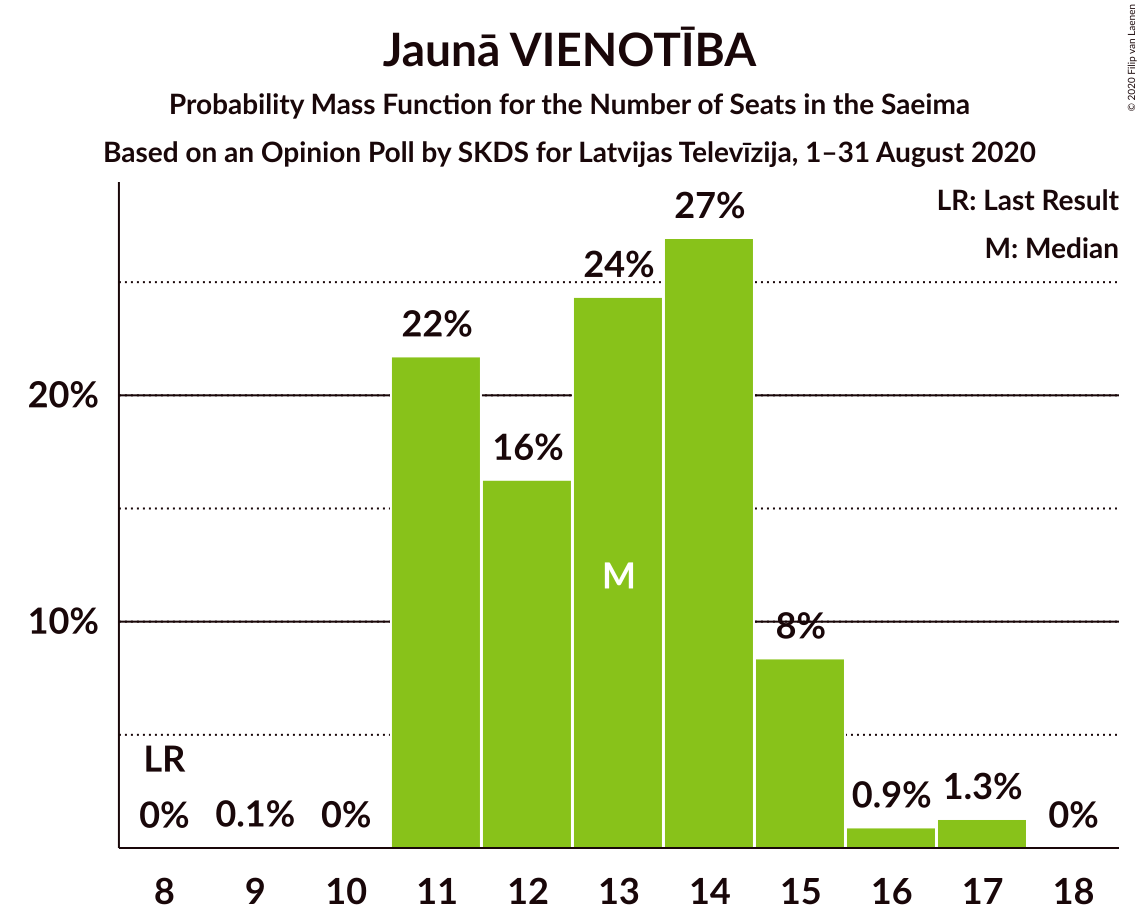 Jaunā VIENOTĪBA
Probability Mass Function for the Number of Seats in the Saeima
Based on an Opinion Poll by SKDS for Latvijas Televīzija, 1–31 August 2020
© 2020 Filip van Laenen
LR: Last Result
M: Median
27%
24%
22%
20%
16%
M
10%
8%
LR
0%
0.1%
0%
0.9%
1.3%
0%
8 9 10 11 12 13 14 15 16 17 18